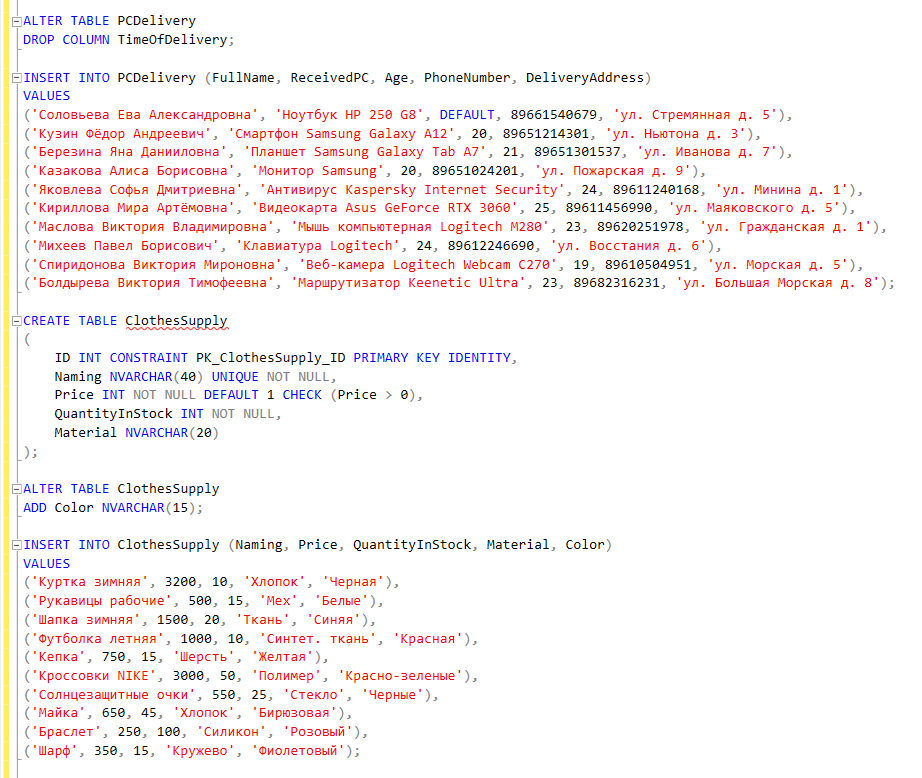 ALTER TABLE PCDelivery
DROP COLUMN TimeOfDelivery;
INSERT INTO PCDelivery (FullName, ReceivedPC, Age, PhoneNumber, DeliveryAddress)
VALUES
('Соловьева Ева Александровна', 'Ноутбук HP 250 G8', DEFAULT, 89661540679, 'ул. Стремянная д. 5'),
('Кузин Фёдор Андреевич', 'Смартфон Samsung Galaxy A12', 20, 89651214301, 'ул. Ньютона д. 3'),
('Березина Яна Данииловна', 'Планшет Samsung Galaxy Tab A7', 21, 89651301537, 'ул. Иванова д. 7'),
('Казакова Алиса Борисовна', 'Монитор Samsung', 20, 89651024201, 'ул. Пожарская д. 9'),
('Яковлева Софья Дмитриевна', 'Антивирус Kaspersky Internet Security', 24, 89611240168, 'ул. Минина д. 1'),
('Кириллова Мира Артёмовна', 'Видеокарта Asus GeForce RTX 3060', 25, 89611456990, 'ул. Маяковского д. 5'),
('Маслова Виктория Владимировна', 'Мышь компьютерная Logitech M280', 23, 89620251978, 'ул. Гражданская д. 1'),
('Михеев Павел Борисович', 'Клавиатура Logitech', 24, 89612246690, 'ул. Восстания д. 6'),
('Спиридонова Виктория Мироновна', 'Веб-камера Logitech Webcam C270', 19, 89610504951, 'ул. Морская д. 5'),
('Болдырева Виктория Тимофеевна', 'Маршрутизатор Keenetic Ultra', 23, 89682316231, 'ул. Большая Морская д. 8');
CREATE TABLE ClothesSupply
(
ID INT CONSTRAINT PK_ClothesSupply_ID PRIMARY KEY IDENTITY,
Naming NVARCHAR(40) UNIQUE NOT NULL,
Price INT NOT NULL DEFAULT 1 CHECK (Price > 0),
QuantityInStock INT NOT NULL,
Material NVARCHAR(20)
);
ALTER TABLE ClothesSupply
ADD Color NVARCHAR(15);
INSERT INTO ClothesSupply (Naming, Price, QuantityInStock, Material, Color)
VALUES
('Куртка зимняя', 3200, 10, 'Хлопок', 'Черная'),
('Рукавицы рабочие', 500, 15, 'Мех', 'Белые'),
('Шапка зимняя', 1500, 20, 'Ткань', 'Синяя'),
('Футболка летняя', 1000, 10, 'Синтет. ткань', 'Красная'),
('Кепка', 750, 15, 'Шерсть', 'Желтая'),
('Кроссовки NIKE', 3000, 50, 'Полимер', 'Красно-зеленые'),
('Солнцезащитные очки', 550, 25, 'Стекло', 'Черные'),
('Майка', 650, 45, 'Хлопок', 'Бирюзовая'),
('Браслет', 250, 100, 'Силикон', 'Розовый'),
('Шарф', 350, 15, 'Кружево', 'Фиолетовый');